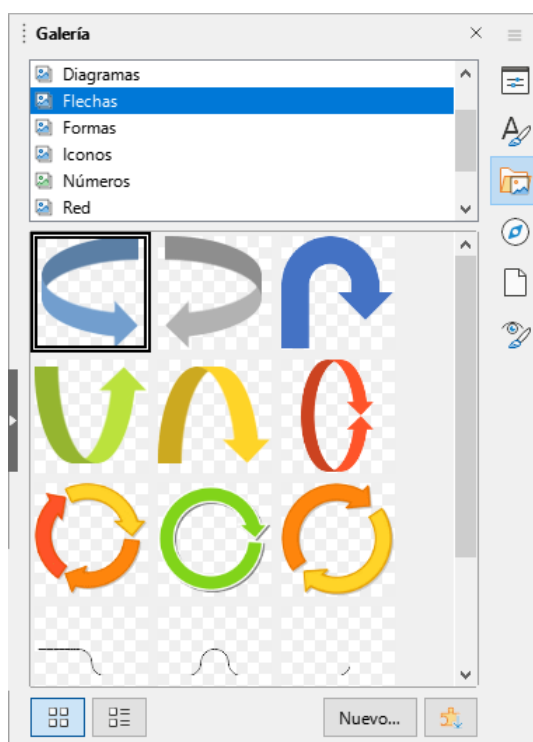 Galería
Diagramas
Flechas
Formas
Iconos
Números
Red
Nuevo...